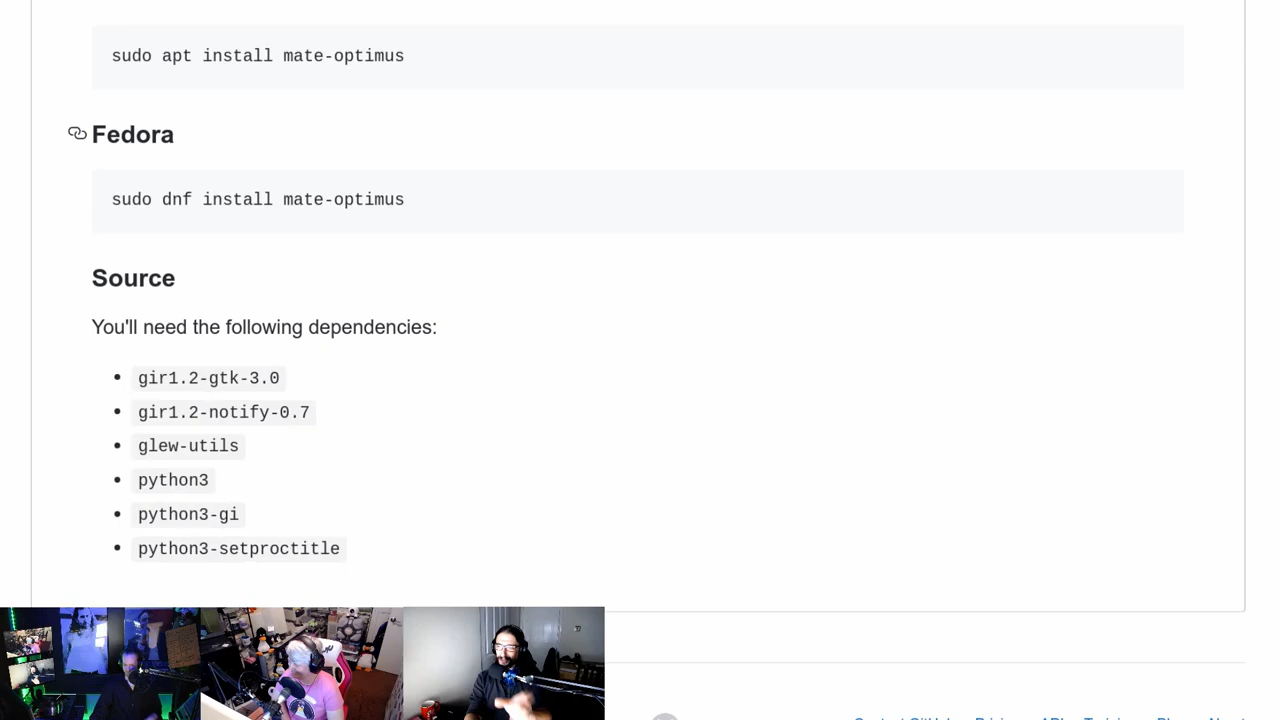 sudo apt install mate-optimus
Fedora
sudo dnf install mate-optimus
Source
You'll need the following dependencies:
gir1.2-gtk-3.0
gir1.2-notify-0.7
glew-utils
python3
python3-gi
python3-setproctitle